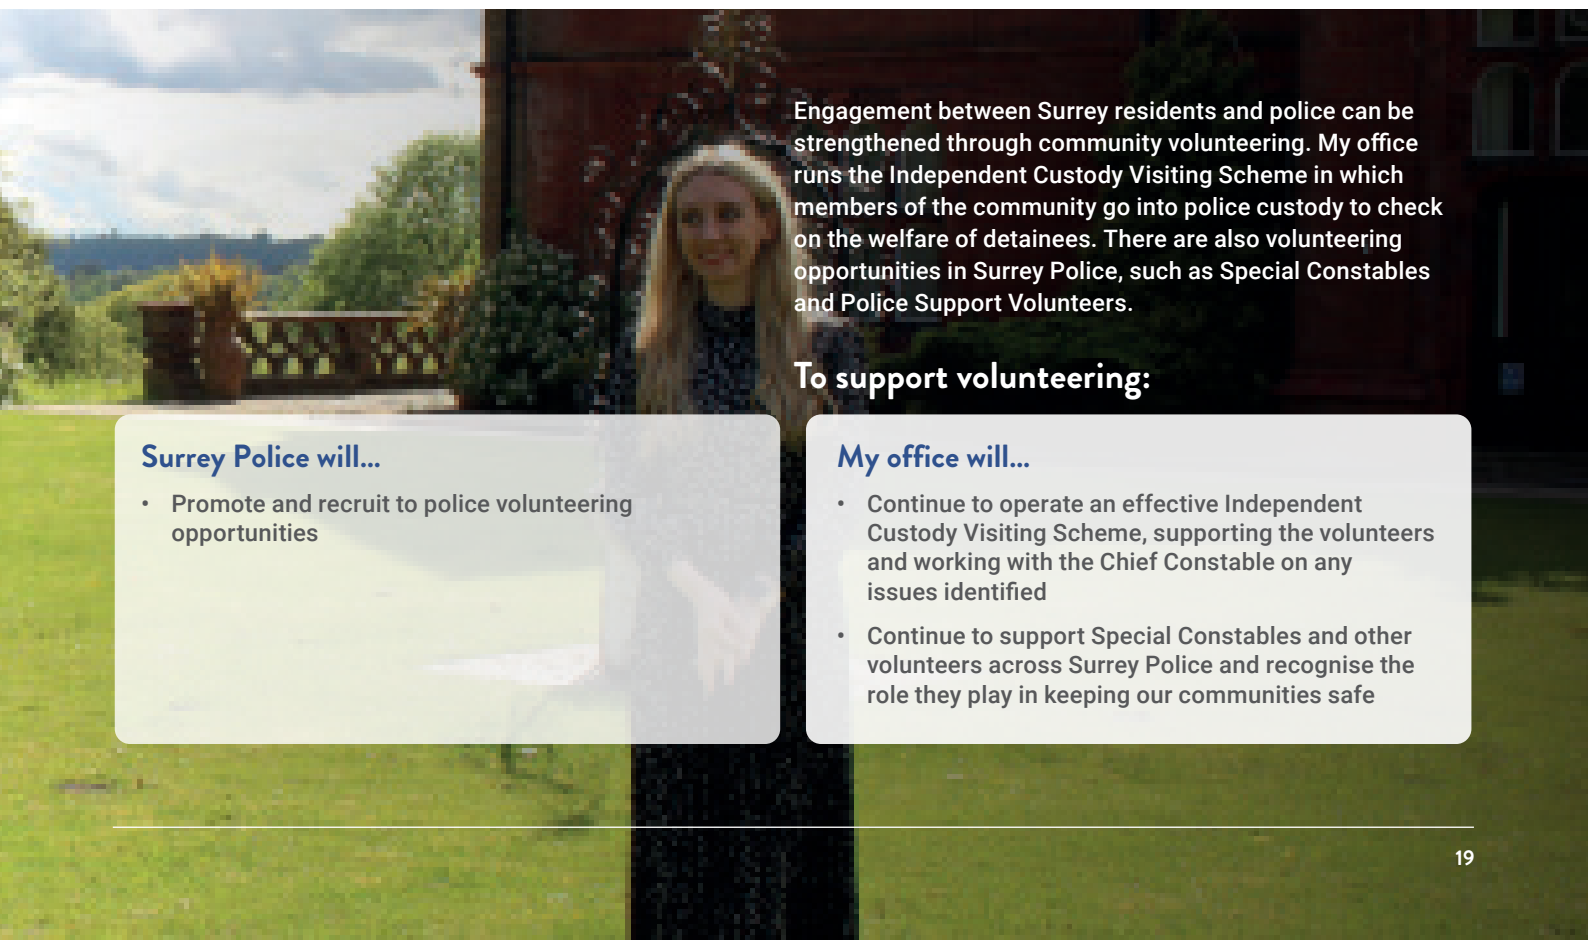 Engagement between Surrey residents and police can be
strengthened through community volunteering. My office
runs the Independent Custody Visiting Scheme in which
members of the community go into police custody to check
on the welfare of detainees. There are also volunteering
opportunities in Surrey Police, such as Special Constables
and Police Support Volunteers.
To support volunteering:
Surrey Police will...
• Promote and recruit to police volunteering
opportunities
My office will...
• Continue to operate an effective Independent
Custody Visiting Scheme, supporting the volunteers
and working with the Chief Constable on any
issues identified
• Continue to support Special Constables and other
volunteers across Surrey Police and recognise the
role they play in keeping our communities safe
19